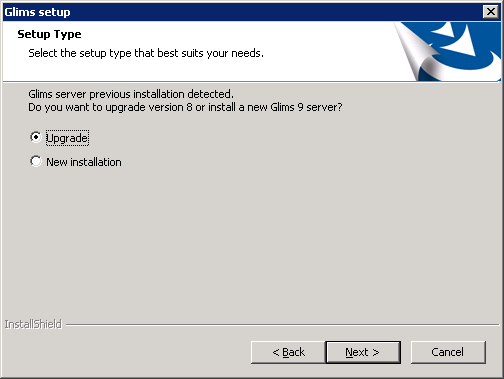 Glims setup
Setup Type
Select the setup type that best suits your needs.
Glims server previous installation detected.
Do you want to upgrade version 8 or install a new Glims 9 server?
Upgrade
New installation
InstallShield
< Back
Next >
Cancel